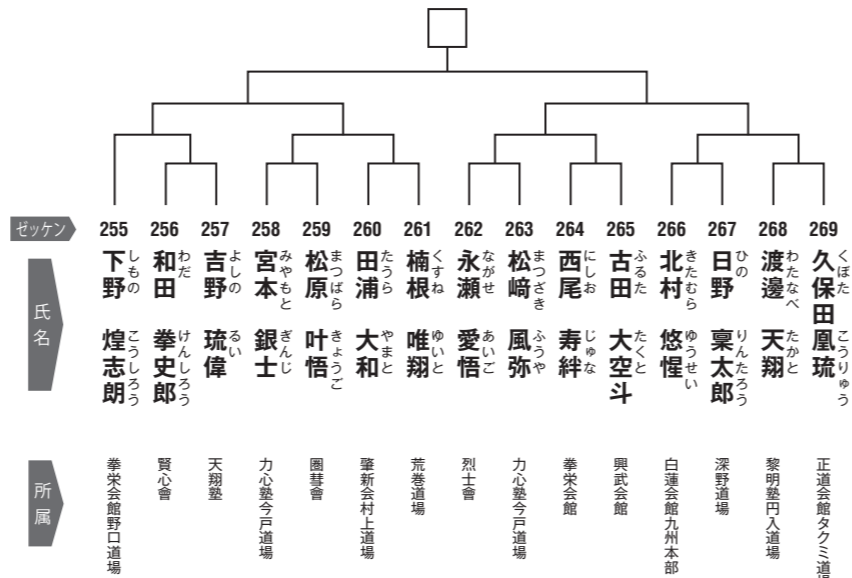 ゼッケン
255 256 257 258 259 260 261 262 263 264 265 266 267 268 269
氏名
下野 煌志朗
しもの こうしろう
和田 拳史郎
わだ けんしろう
吉野 琉偉
よしの るい
宮本 銀士
みやもと ぎんじ
松原 叶悟
まつばら きょうご
田浦 大和
たうら やまと
楠根 唯翔
くすね ゆいと
永瀬 愛悟
ながせ あいご
松﨑 風弥
まつざき ふうや
西尾 寿絆
にしお じゅな
古田 大空斗
ふるた たくと
北村 悠惺
きたむら ゆうせい
日野 稟太郎
ひの りんたろう
渡邊 天翔
わたなべ たかと
久保田 凰琉
くぼた こうりゅう
所属
拳栄会館野口道場
賢心會
天翔塾
力心塾今戸道場
圏彗會
肇新会村上道場
荒巻道場
烈士會
力心塾今戸道場
拳栄会館
興武会館
白蓮会館九州本部
深野道場
黎明塾円入道場
正道会館タクミ道場